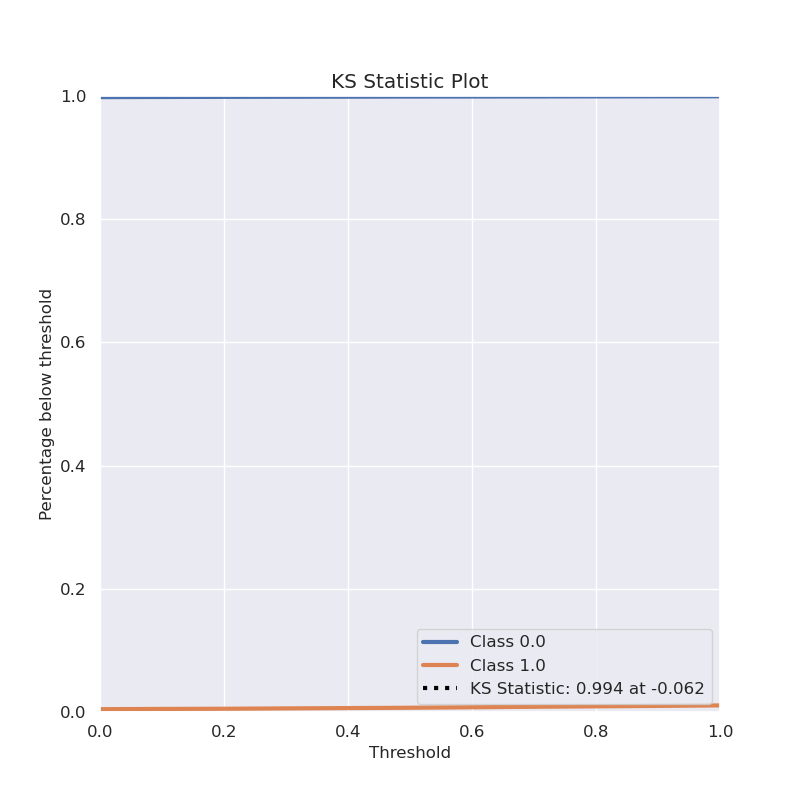 KS Statistic Plot
1.0
0.8
0.6
0.4
0.2
0.0
Percentage below threshold
Class 0.0
Class 1.0
KS Statistic: 0.994 at -0.062
0.0 0.2 0.4 0.6 0.8 1.0
Threshold